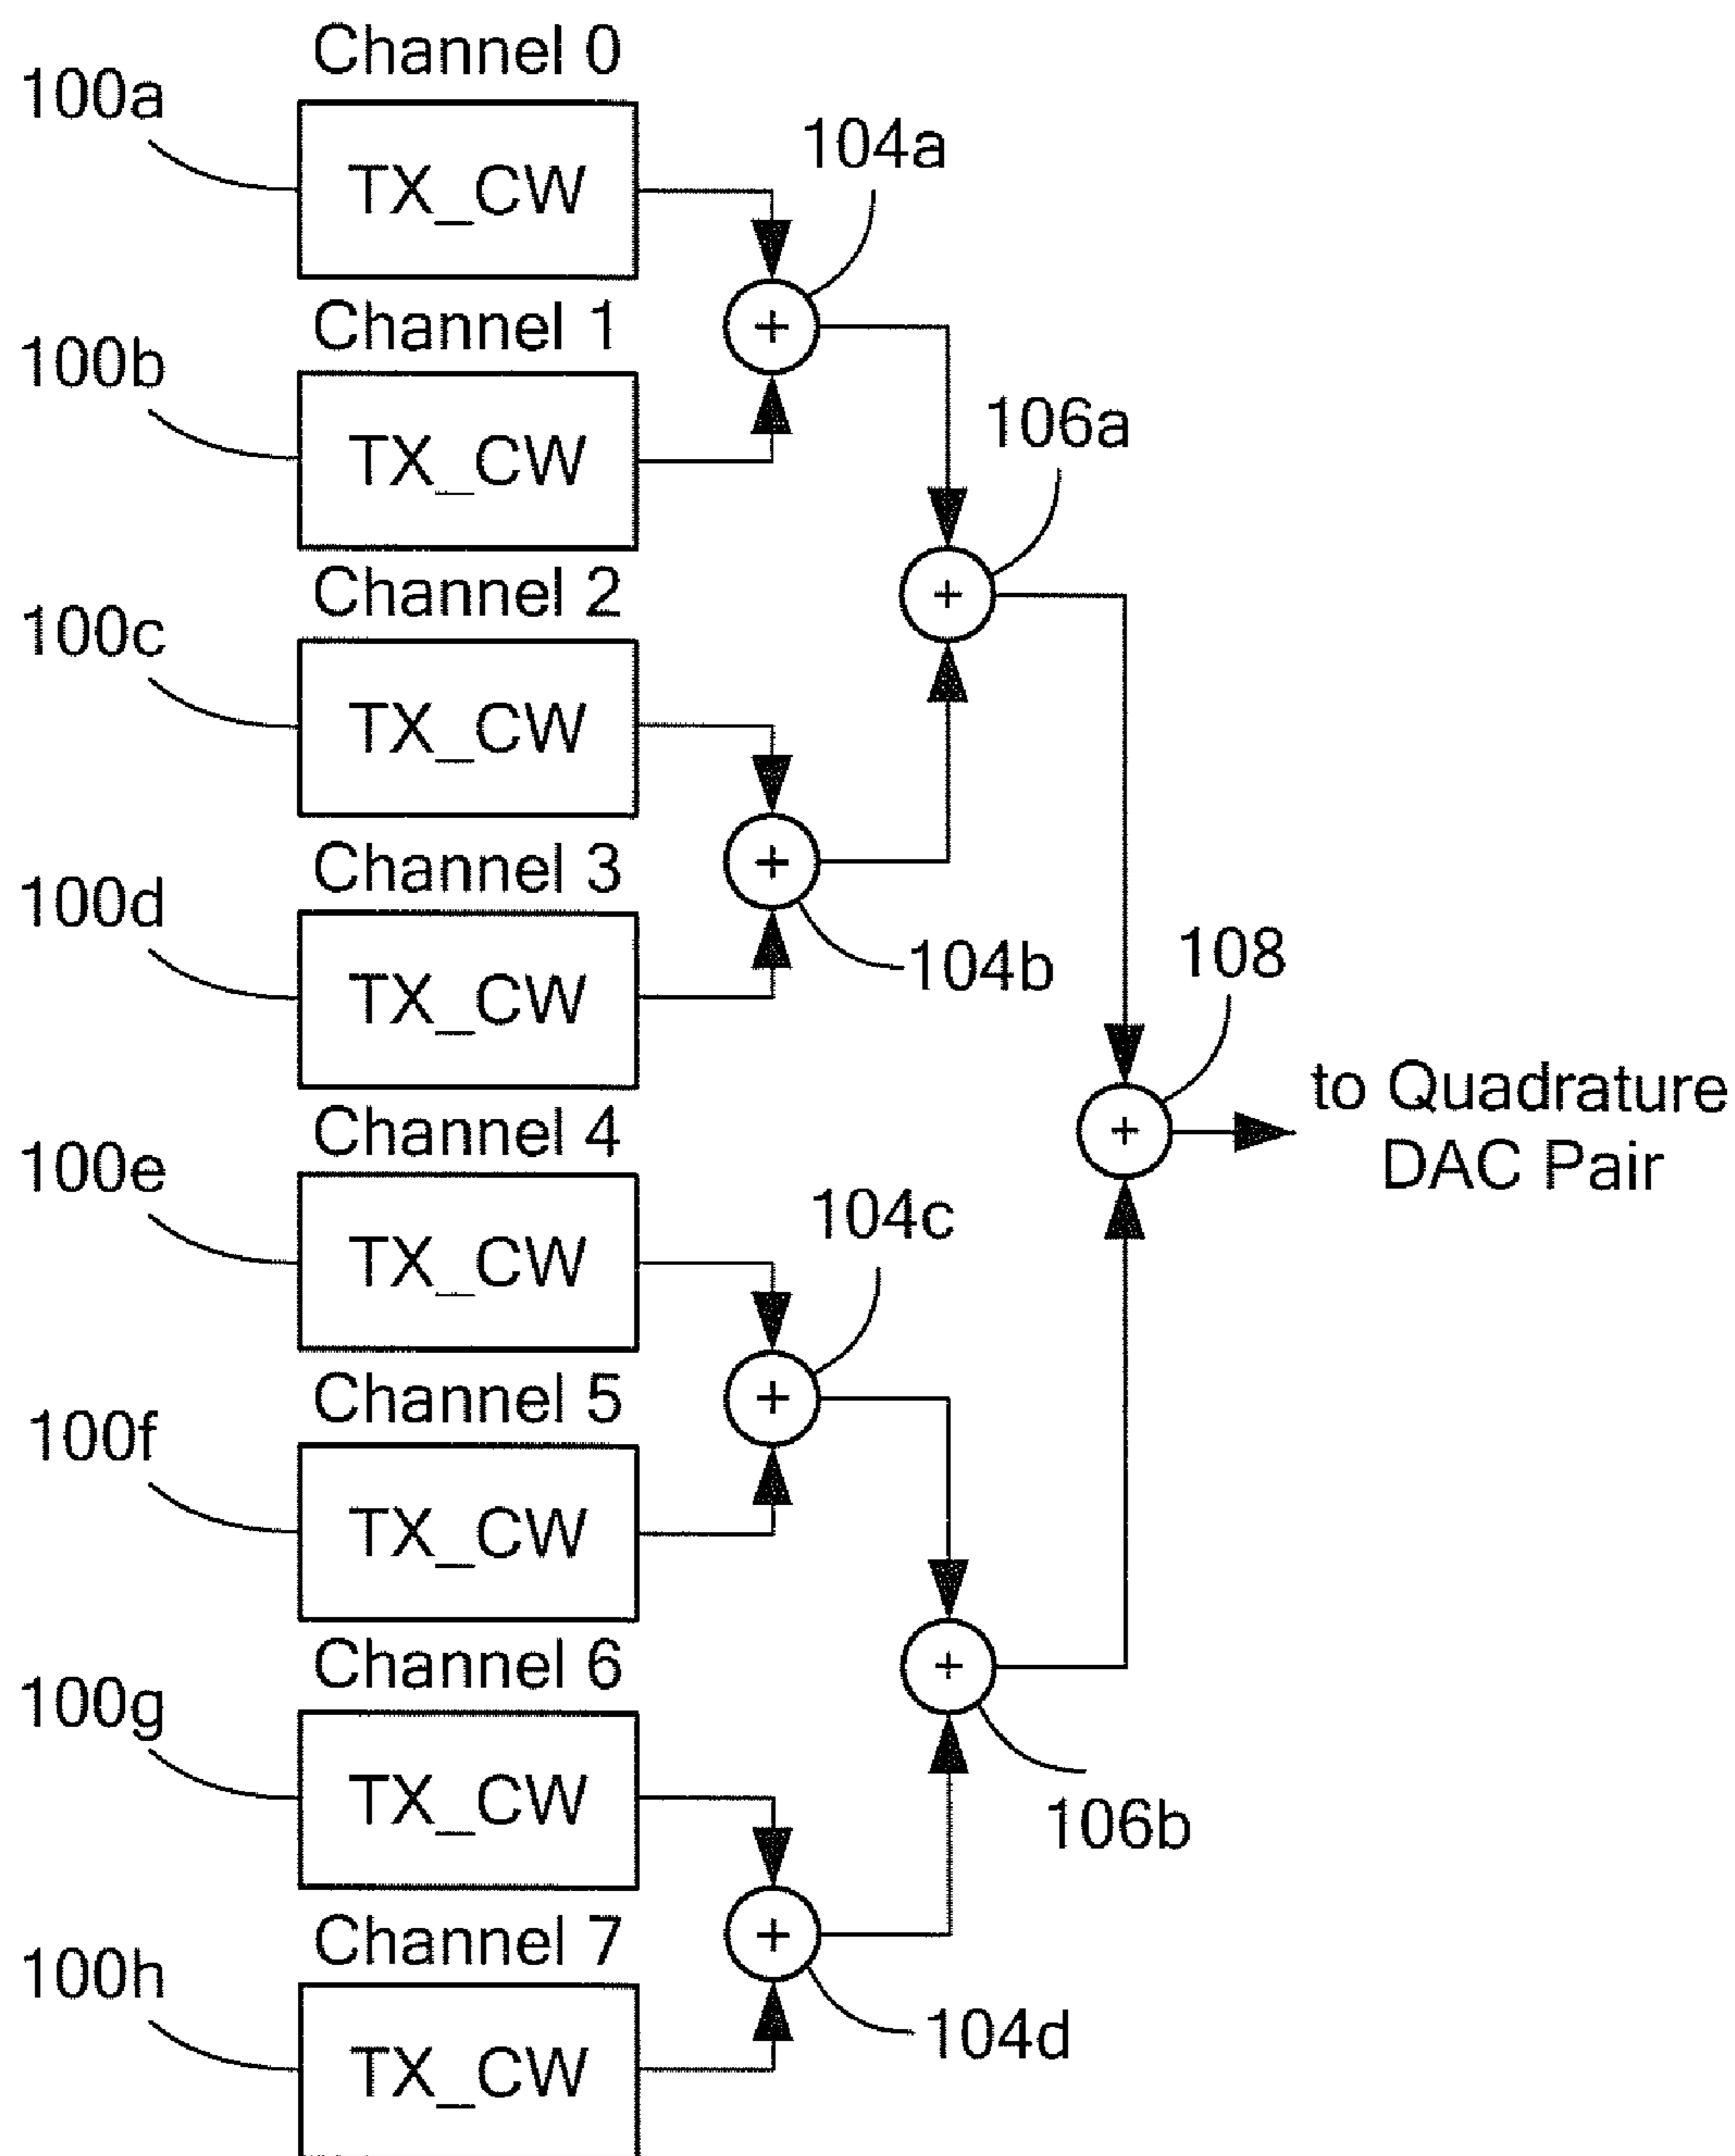 Channel 0
100a
TX_CW
104a
Channel 1
100b
TX_CW
+
106a
Channel 2
100c
TX_CW
+
Channel 3
100d
TX_CW
+
104b
108
to Quadrature
DAC Pair
+
Channel 4
100e
TX_CW
104c
Channel 5
100f
TX_CW
+
Channel 6
100g
TX_CW
+
106b
Channel 7
100h
TX_CW
+
104d